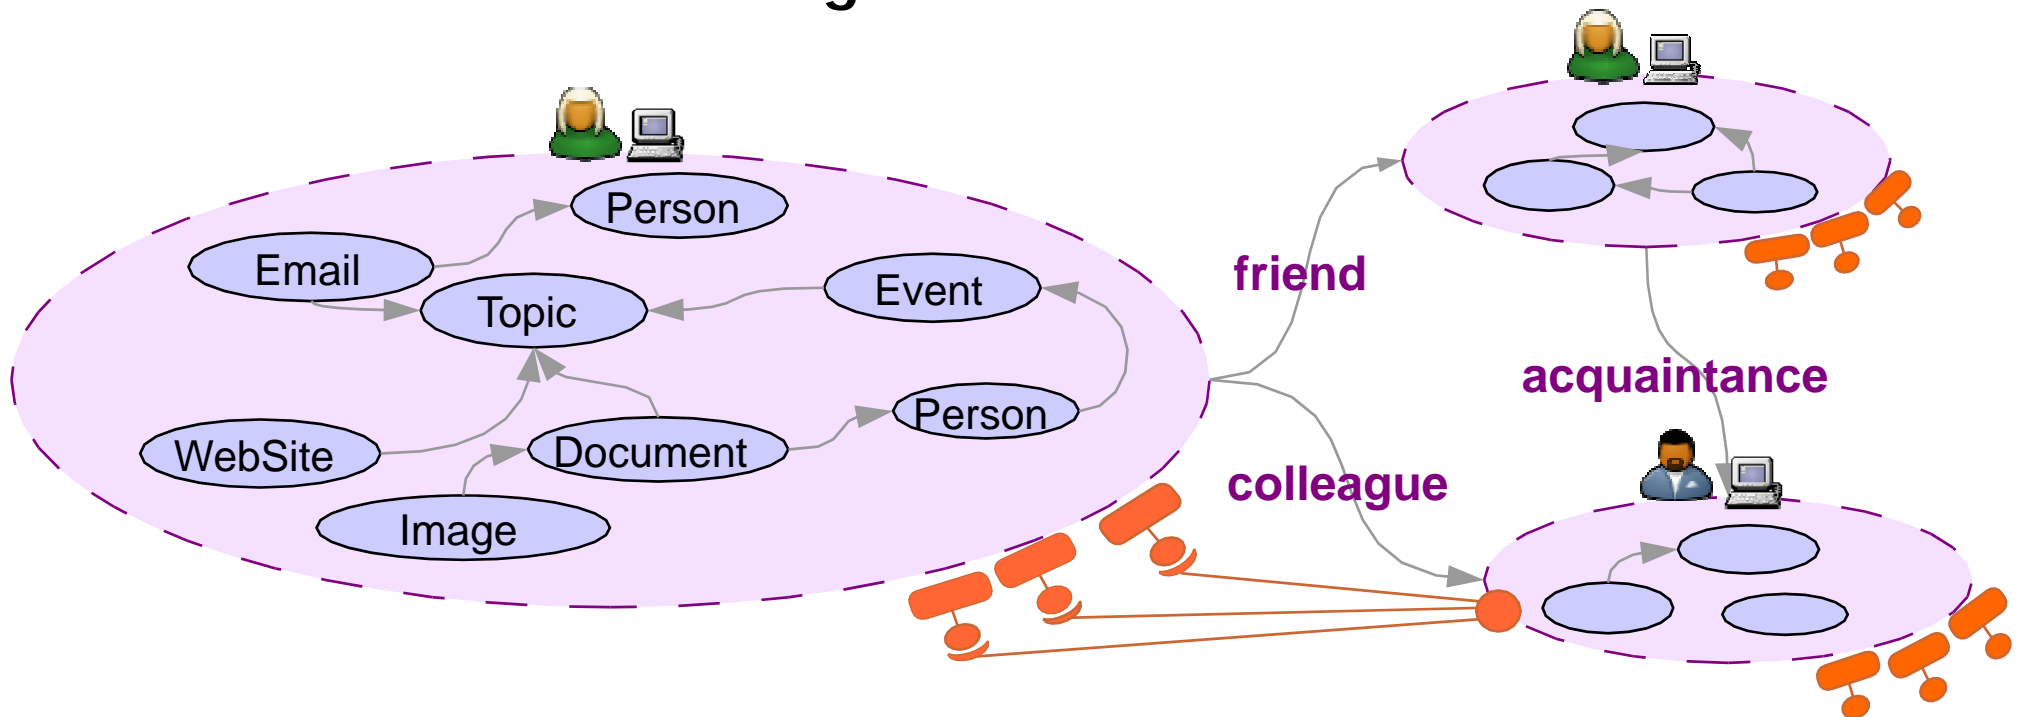 Person
Email
Topic
Event
friend
acquaintance
Person
WebSite
Document
colleague
Image